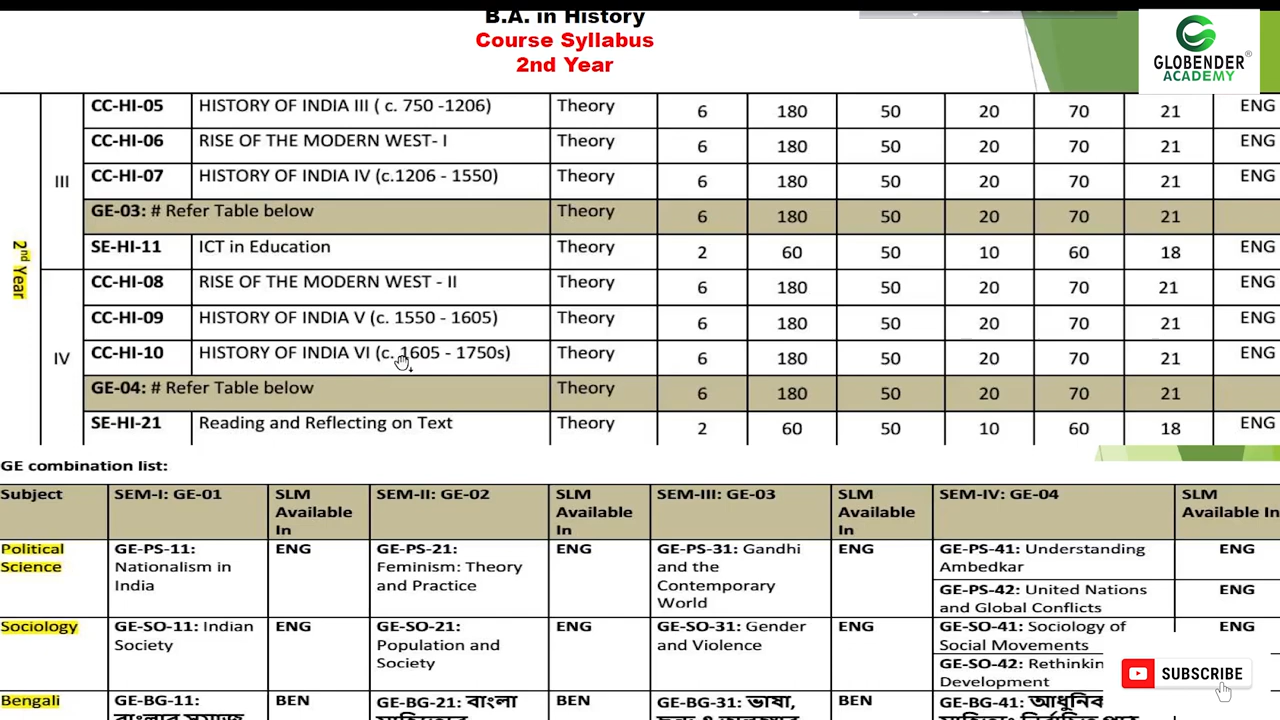 B.A. in History
Course Syllabus
2nd Year
GLOBENDER®
ACADEMY
2nd Year
III
CC-HI-05 HISTORY OF INDIA III ( c. 750 -1206) Theory 6 180 50 20 70 21 ENG
CC-HI-06 RISE OF THE MODERN WEST- I Theory 6 180 50 20 70 21 ENG
CC-HI-07 HISTORY OF INDIA IV (c.1206 - 1550) Theory 6 180 50 20 70 21 ENG
GE-03: # Refer Table below Theory 6 180 50 20 70 21
SE-HI-11 ICT in Education Theory 2 60 50 10 60 18 ENG
IV
CC-HI-08 RISE OF THE MODERN WEST - II Theory 6 180 50 20 70 21 ENG
CC-HI-09 HISTORY OF INDIA V (c. 1550 - 1605) Theory 6 180 50 20 70 21 ENG
CC-HI-10 HISTORY OF INDIA VI (c. 1605 - 1750s) Theory 6 180 50 20 70 21 ENG
GE-04: # Refer Table below Theory 6 180 50 20 70 21
SE-HI-21 Reading and Reflecting on Text Theory 2 60 50 10 60 18 ENG
GE combination list:
Subject
SEM-I: GE-01
SLM
Available
In
SEM-II: GE-02
SLM
Available
In
SEM-III: GE-03
SLM
Available
In
SEM-IV: GE-04
SLM
Available In
Political
Science
GE-PS-11:
Nationalism in
India
ENG
GE-PS-21:
Feminism: Theory
and Practice
ENG
GE-PS-31: Gandhi
and the
Contemporary
World
ENG
GE-PS-41: Understanding
Ambedkar
ENG
GE-PS-42: United Nations
and Global Conflicts
ENG
Sociology
GE-SO-11: Indian
Society
ENG
GE-SO-21:
Population and
Society
ENG
GE-SO-31: Gender
and Violence
ENG
GE-SO-41: Sociology of
Social Movements
ENG
GE-SO-42:
Development
Bengali
GE-BG-11:
BEN
GE-BG-21: বাংলা
BEN
GE-BG-31: ভাষা,
BEN
GE-BG-41: আধুনিক
SUBSCRIBE